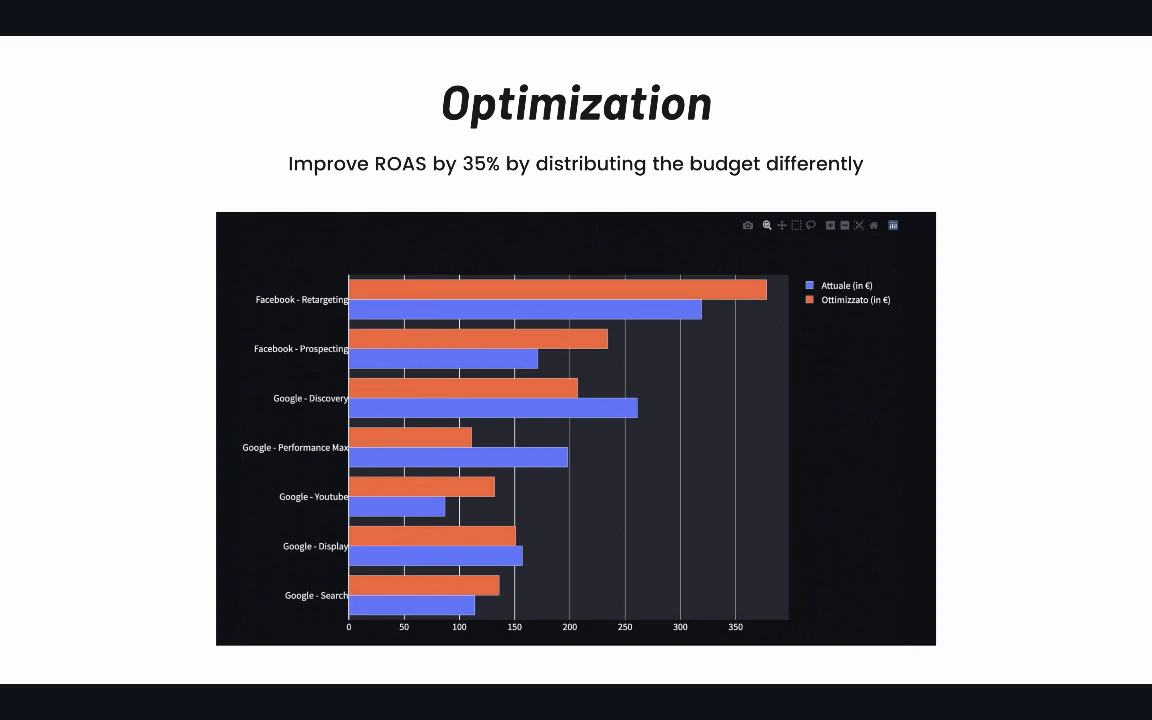 Optimization
Improve ROAS by 35% by distributing the budget differently
Attuale (in €)
Ottimizzato (in €)
Facebook - Retargeting
Facebook - Prospecting
Google - Discovery
Google - Performance Max
Google - Youtube
Google - Display
Google - Search
0 50 100 150 200 250 300 350